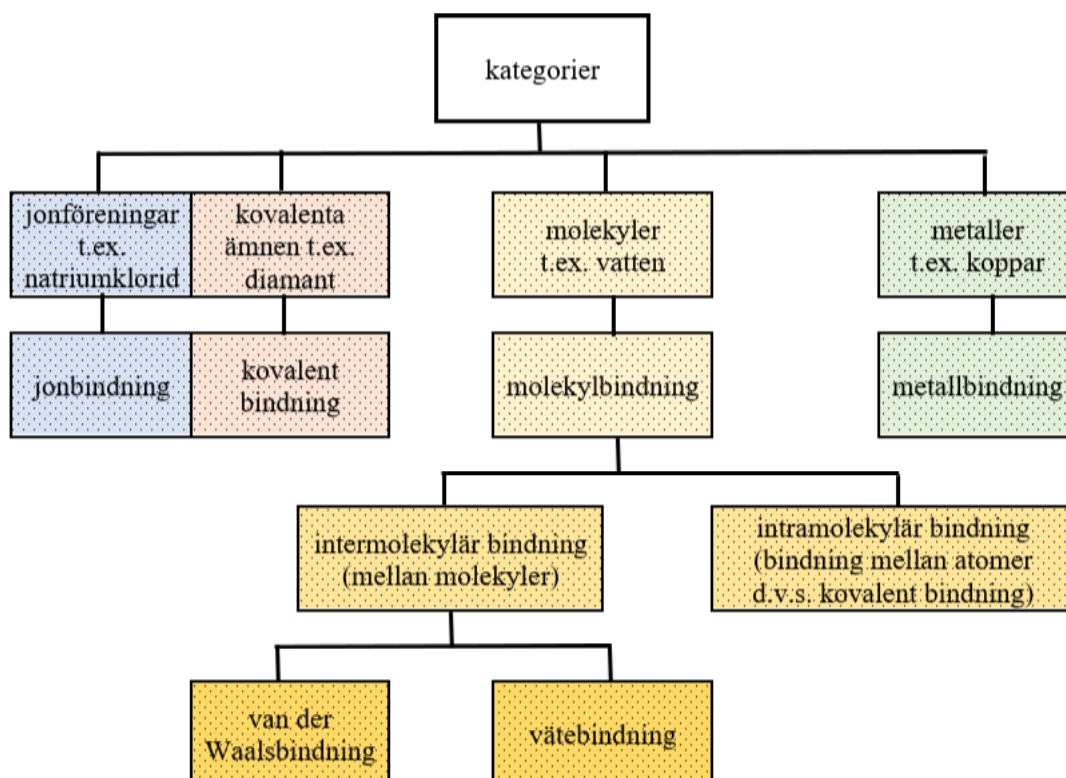 kategorier
jonföreningar
t.ex.
natriumklorid
kovalenta
ämnen t.ex.
diamant
molekyler
t.ex. vatten
metaller
t.ex. koppar
jonbindning
kovalent
bindning
molekylbindning
metallbindning
intermolekylär bindning
(mellan molekyler)
intramolekylär bindning
(bindning mellan atomer
d.v.s. kovalent bindning)
van der
Waalsbindning
vätebindning